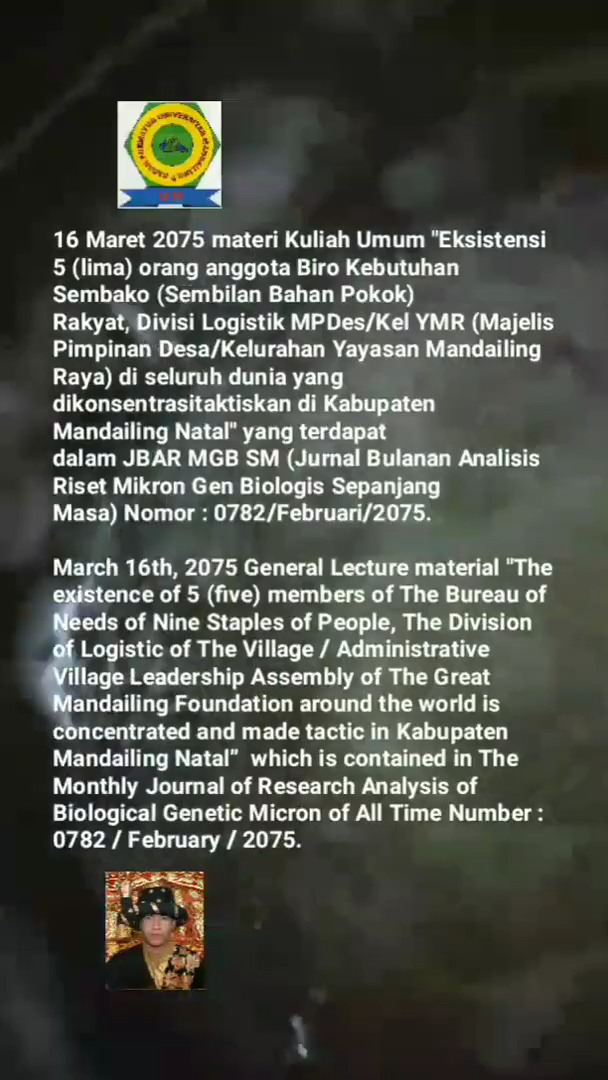 16 Maret 2075 materi Kuliah Umum "Eksistensi
5 (lima) orang anggota Biro Kebutuhan
Sembako (Sembilan Bahan Pokok)
Rakyat, Divisi Logistik MPDes/Kel YMR (Majelis
Pimpinan Desa/Kelurahan Yayasan Mandailing
Raya) di seluruh dunia yang
dikonsentrasitaktiskan di Kabupaten
Mandailing Natal" yang terdapat
dalam JBAR MGB SM (Jurnal Bulanan Analisis
Riset Mikron Gen Biologis Sepanjang
Masa) Nomor : 0782/Februari/2075.
March 16th, 2075 General Lecture material "The
existence of 5 (five) members of The Bureau of
Needs of Nine Staples of People, The Division
of Logistic of The Village / Administrative
Village Leadership Assembly of The Great
Mandailing Foundation around the world is
concentrated and made tactic in Kabupaten
Mandailing Natal" which is contained in The
Monthly Journal of Research Analysis of
Biological Genetic Micron of All Time Number :
0782 / February / 2075.